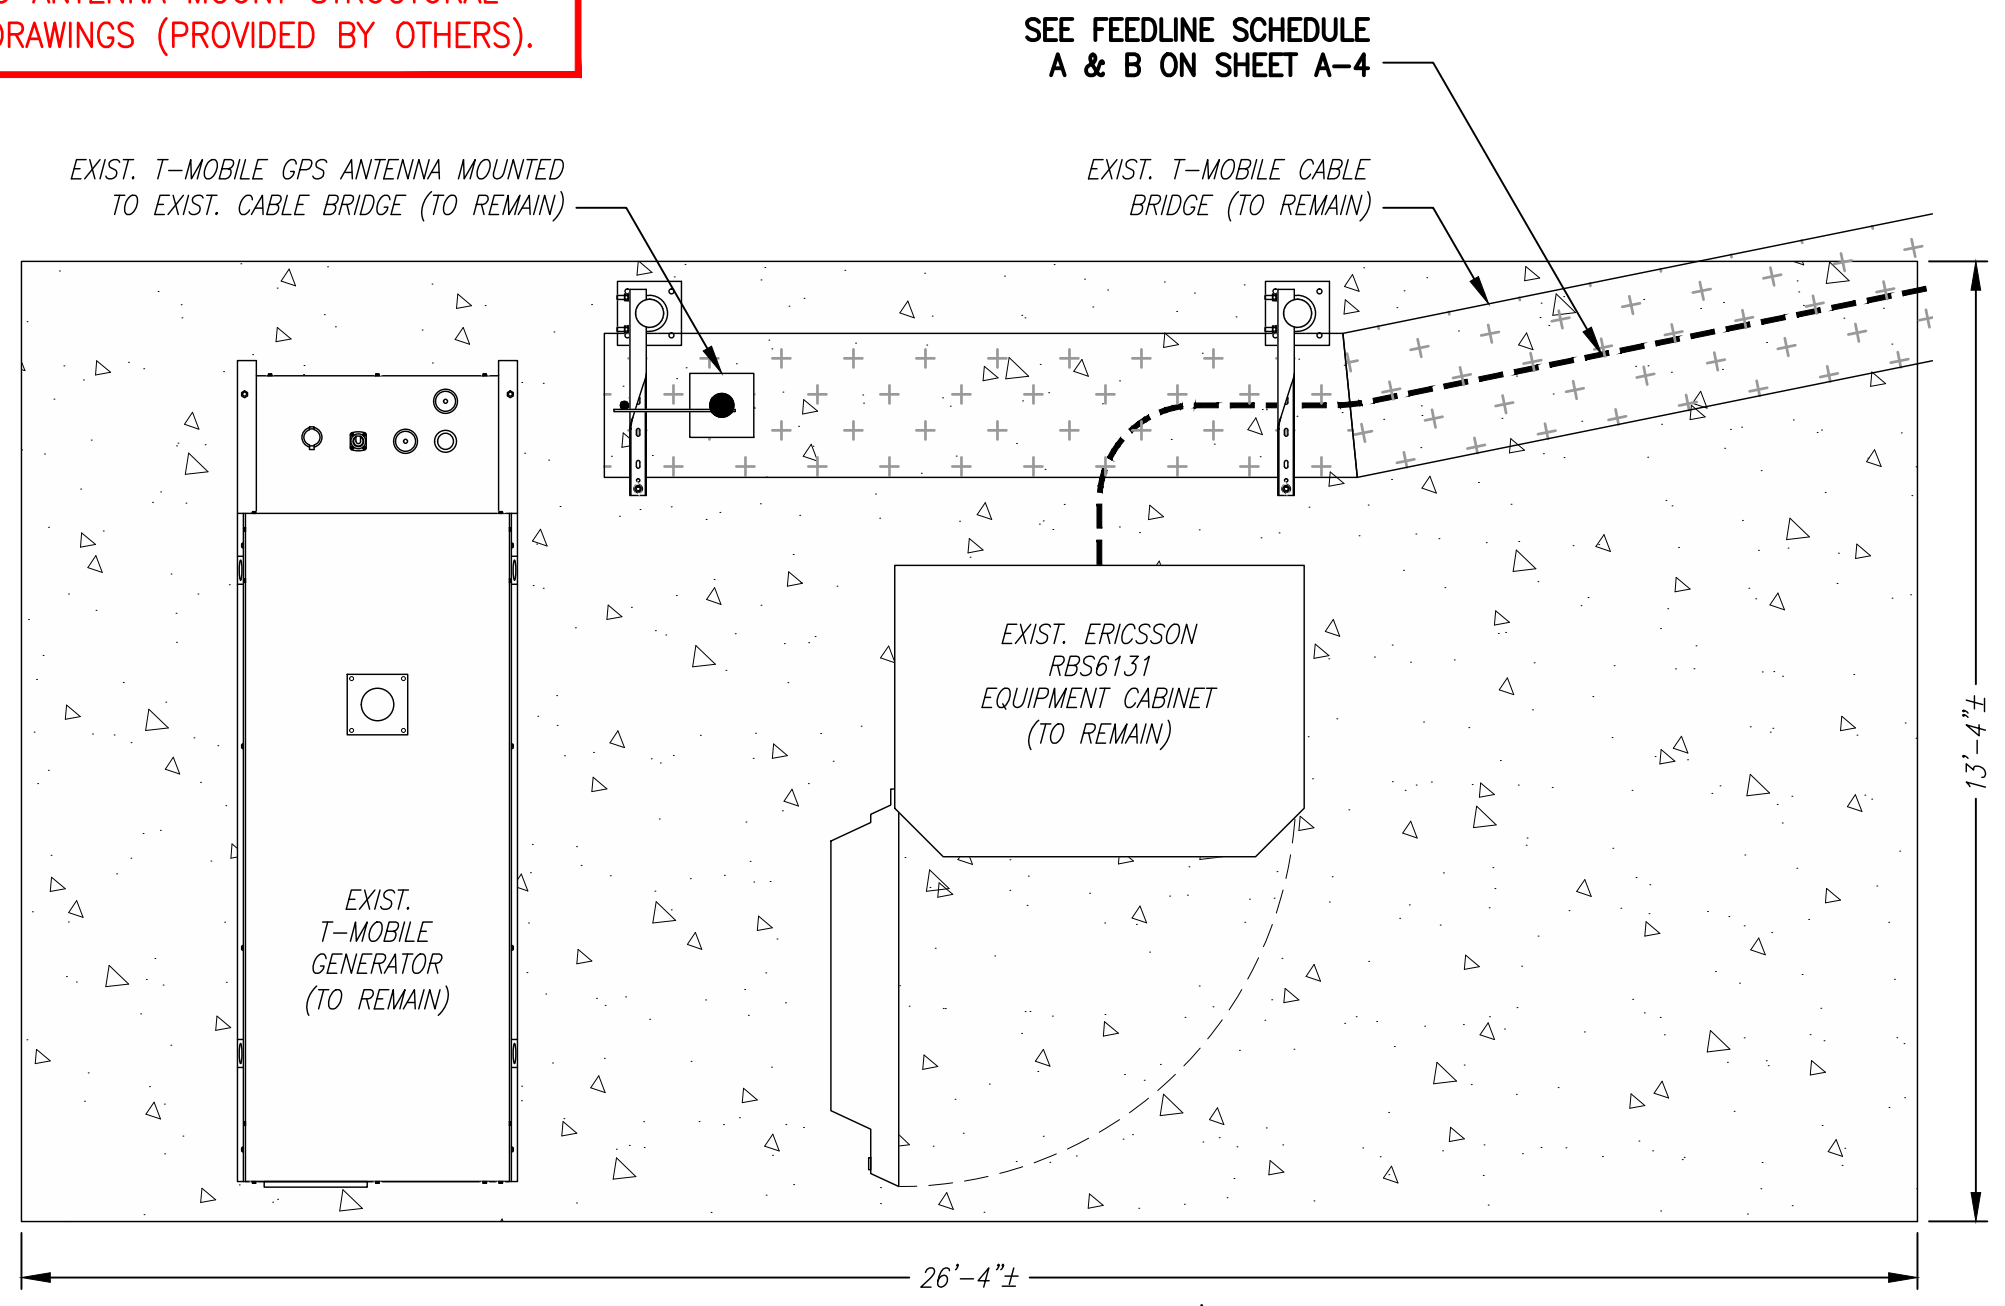 DRAWINGS (PROVIDED BY OTHERS).
SEE FEEDLINE SCHEDULE
A & B ON SHEET A-4
EXIST. T-MOBILE GPS ANTENNA MOUNTED
TO EXIST. CABLE BRIDGE (TO REMAIN)
EXIST. T-MOBILE CABLE
BRIDGE (TO REMAIN)
EXIST. ERICSSON
RBS6131
EQUIPMENT CABINET
(TO REMAIN)
EXIST.
T-MOBILE
GENERATOR
(TO REMAIN)
13'-4"±
26'-4"±